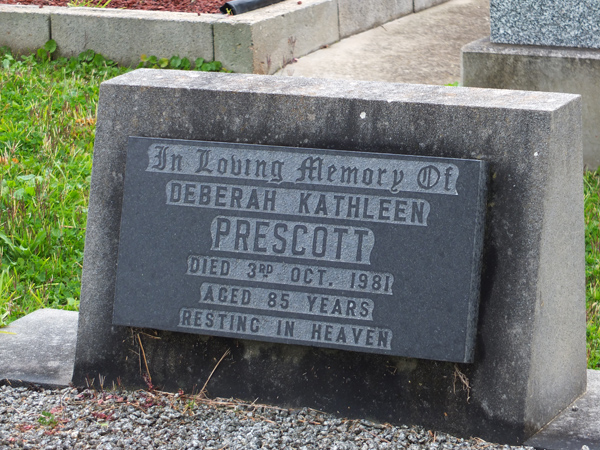 In Loving Memory Of
DEBERAH KATHLEEN
PRESCOTT
DIED 3RD OCT. 1981
AGED 85 YEARS
RESTING IN HEAVEN